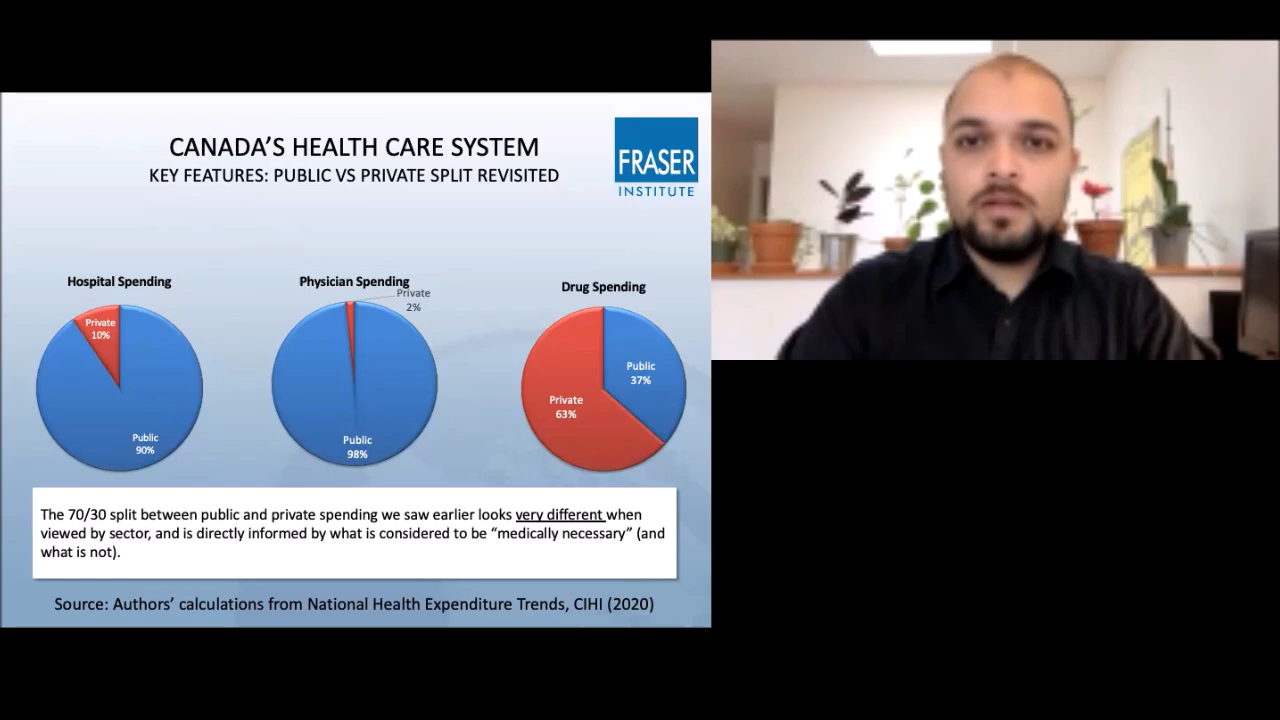 CANADA'S HEALTH CARE SYSTEM
KEY FEATURES: PUBLIC VS PRIVATE SPLIT REVISITED
FRASER
INSTITUTE
Hospital Spending
Private
10%
Public
90%
Physician Spending
Private
2%
Public
98%
Drug Spending
Public
37%
Private
63%
The 70/30 split between public and private spending we saw earlier looks very different when
viewed by sector, and is directly informed by what is considered to be “medically necessary” (and
what is not).
Source: Authors’ calculations from National Health Expenditure Trends, CIHI (2020)